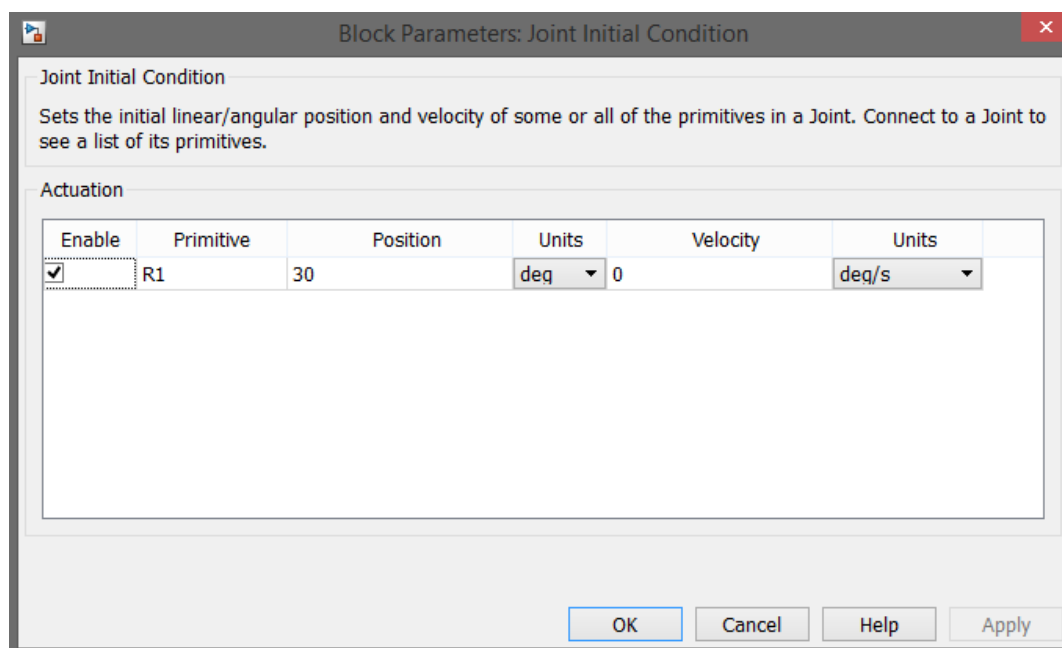 Block Parameters: Joint Initial Condition
Joint Initial Condition
Sets the initial linear/angular position and velocity of some or all of the primitives in a Joint. Connect to a Joint to
see a list of its primitives.
Actuation
Enable Primitive Position Units Velocity Units
R1 30 deg 0 deg/s
OK Cancel Help Apply